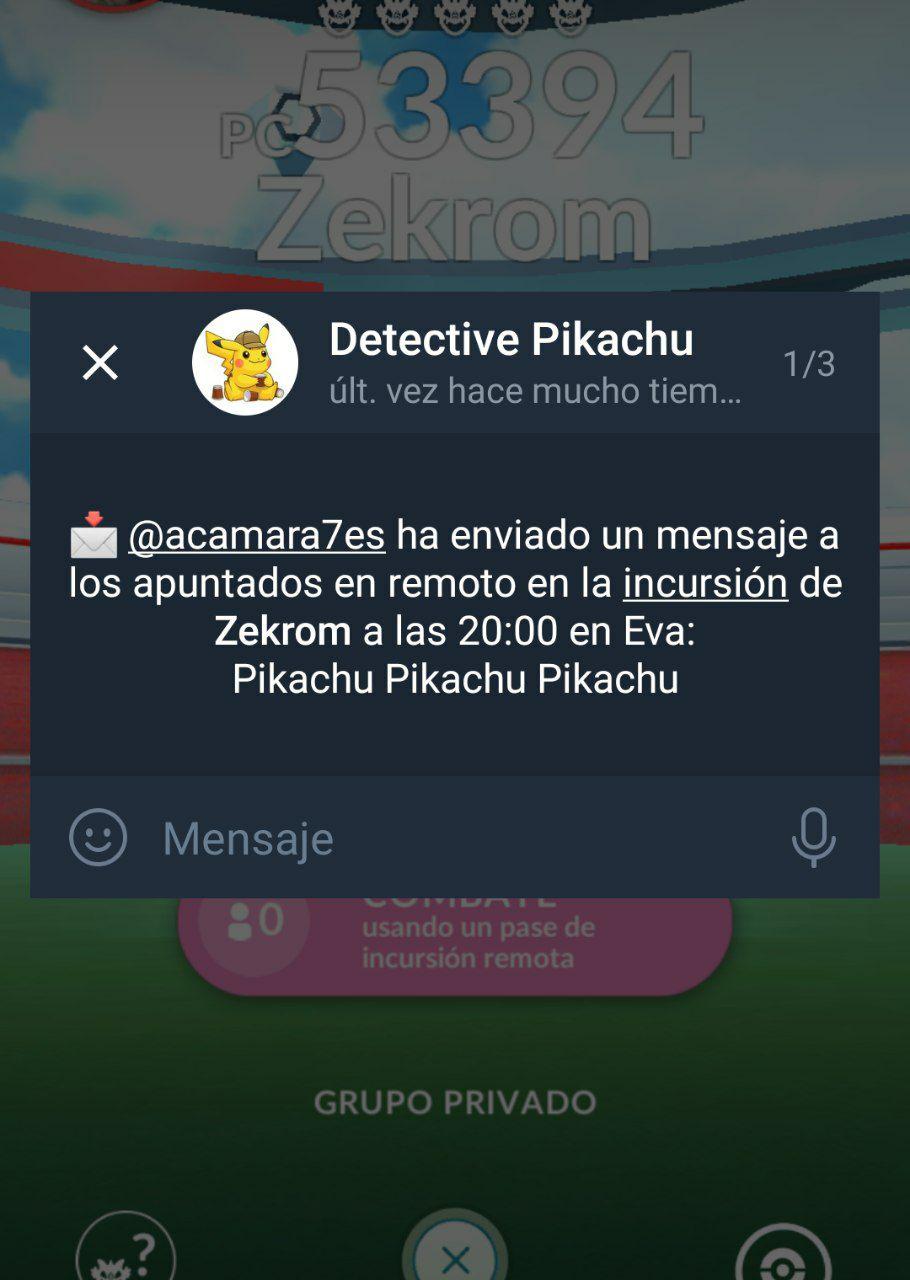 PC 53394
Zekrom
Detective Pikachu
últ. vez hace mucho tiem...
1/3
@acamara7es ha enviado un mensaje a
los apuntados en remoto en la incursión de
Zekrom a las 20:00 en Eva:
Pikachu Pikachu Pikachu
Mensaje
COMBATE
0
usando un pase de
incursión remota
GRUPO PRIVADO
?